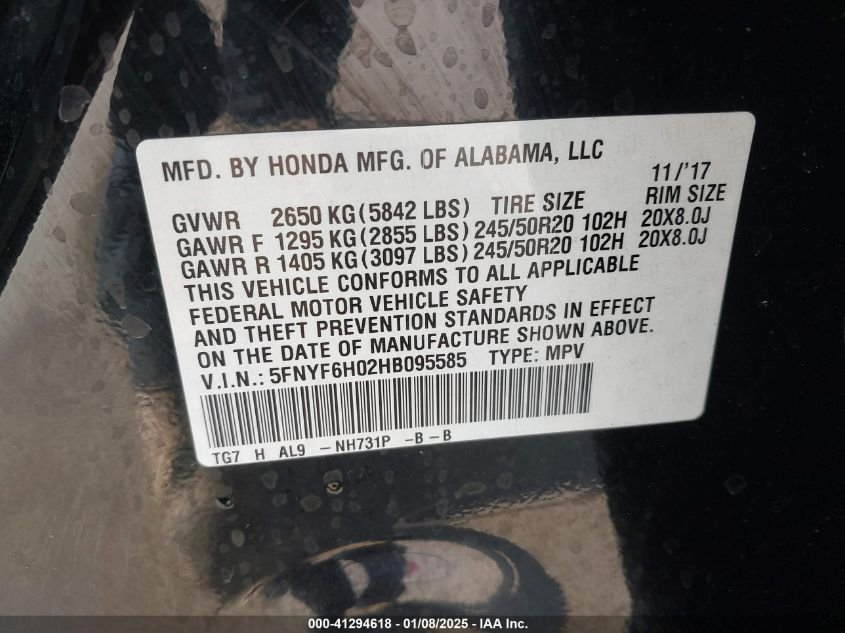 MFD. BY HONDA MFG. OF ALABAMA, LLC 11/'17
GVWR 2650 KG (5842 LBS) TIRE SIZE RIM SIZE
GAWR F 1295 KG (2855 LBS) 245/50R20 102H 20X8.0J
GAWR R 1405 KG (3097 LBS) 245/50R20 102H 20X8.0J
THIS VEHICLE CONFORMS TO ALL APPLICABLE
FEDERAL MOTOR VEHICLE SAFETY
AND THEFT PREVENTION STANDARDS IN EFFECT
ON THE DATE OF MANUFACTURE SHOWN ABOVE.
V.I.N.: 5FNYF6H02HB095585 TYPE: MPV
TG7 H AL9 - NH731P -B-B
000-41294618 - 01/08/2025 - IAA Inc.